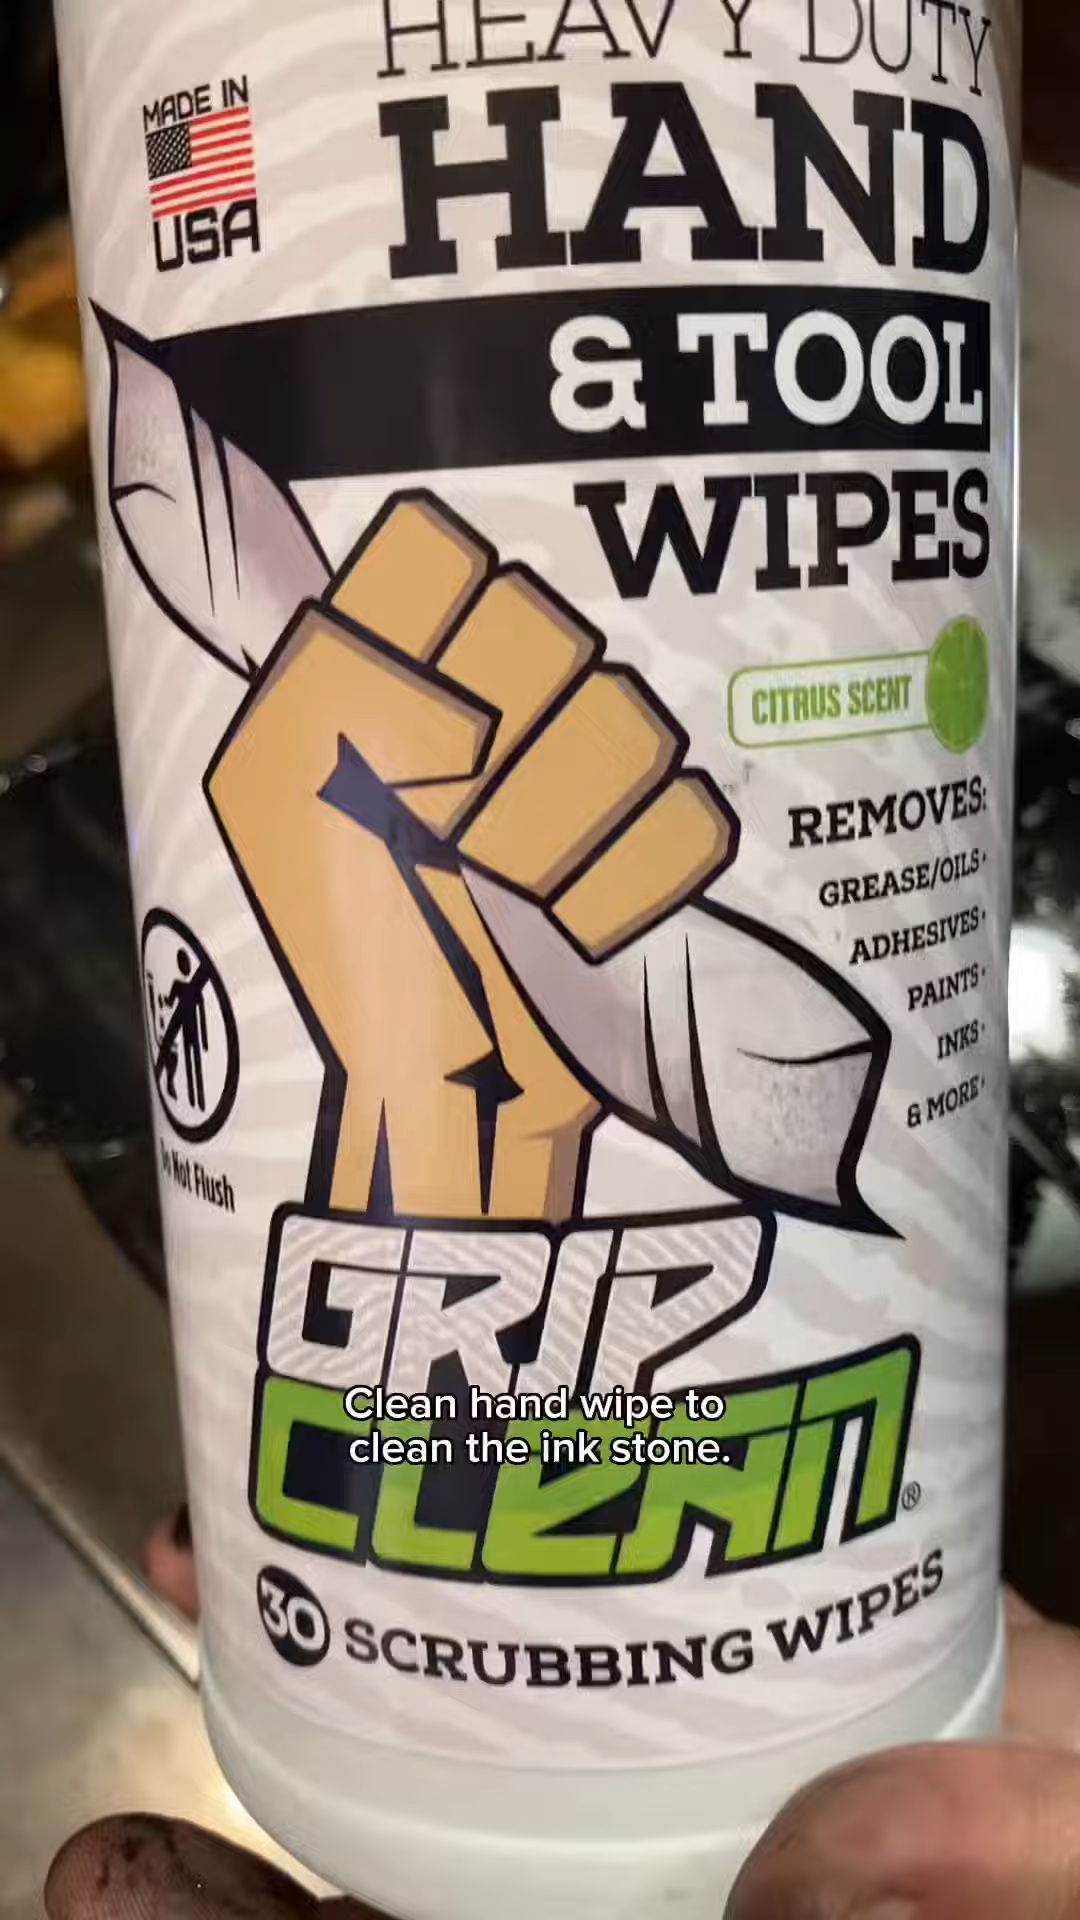 HEAVY DUTY
HAND
& TOOL
WIPES
MADE IN
USA
CITRUS SCENT
REMOVES:
GREASE/OILS·
ADHESIVES·
PAINTS·
INKS·
& MORE·
Do Not Flush
GRIP
CLEAN®
Clean hand wipe to
clean the ink stone.
30 SCRUBBING WIPES